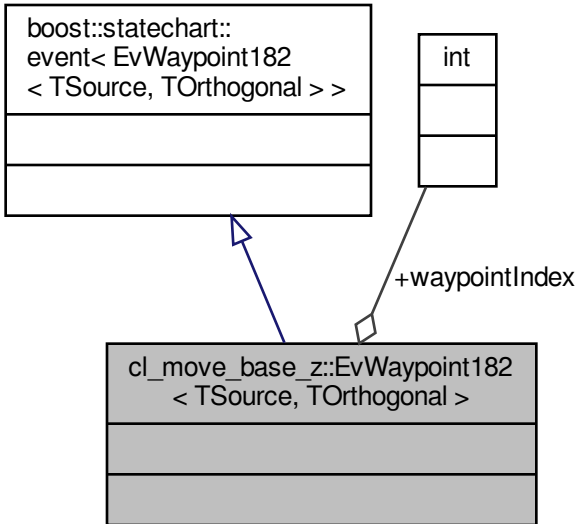 boost::statechart::
event< EvWaypoint182
< TSource, TOrthogonal > >
int
+waypointIndex
cl_move_base_z::EvWaypoint182
< TSource, TOrthogonal >